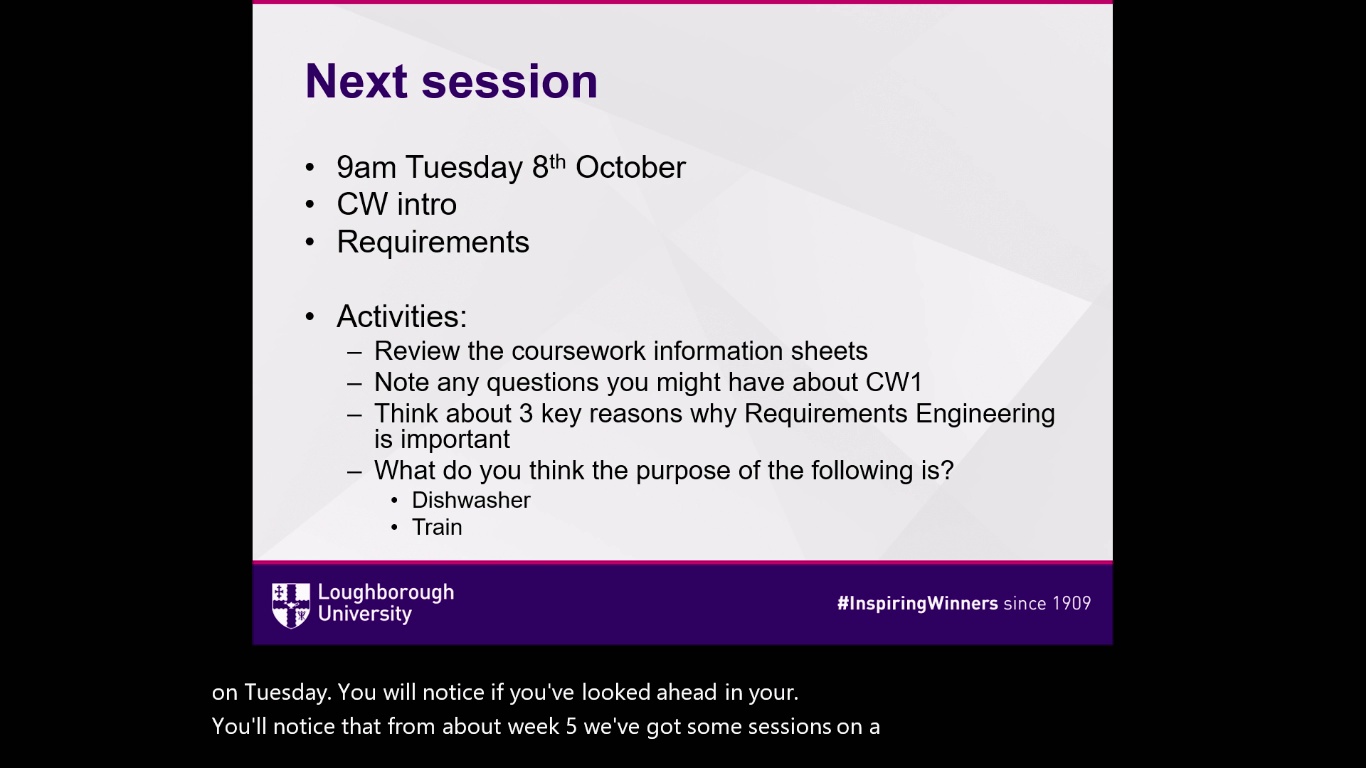 Next session
• 9am Tuesday 8th October
• CW intro
• Requirements
• Activities:
– Review the coursework information sheets
– Note any questions you might have about CW1
– Think about 3 key reasons why Requirements Engineering
is important
– What do you think the purpose of the following is?
• Dishwasher
• Train
Loughborough
University
#InspiringWinners since 1909
on Tuesday. You will notice if you've looked ahead in your.
You'll notice that from about week 5 we've got some sessions on a